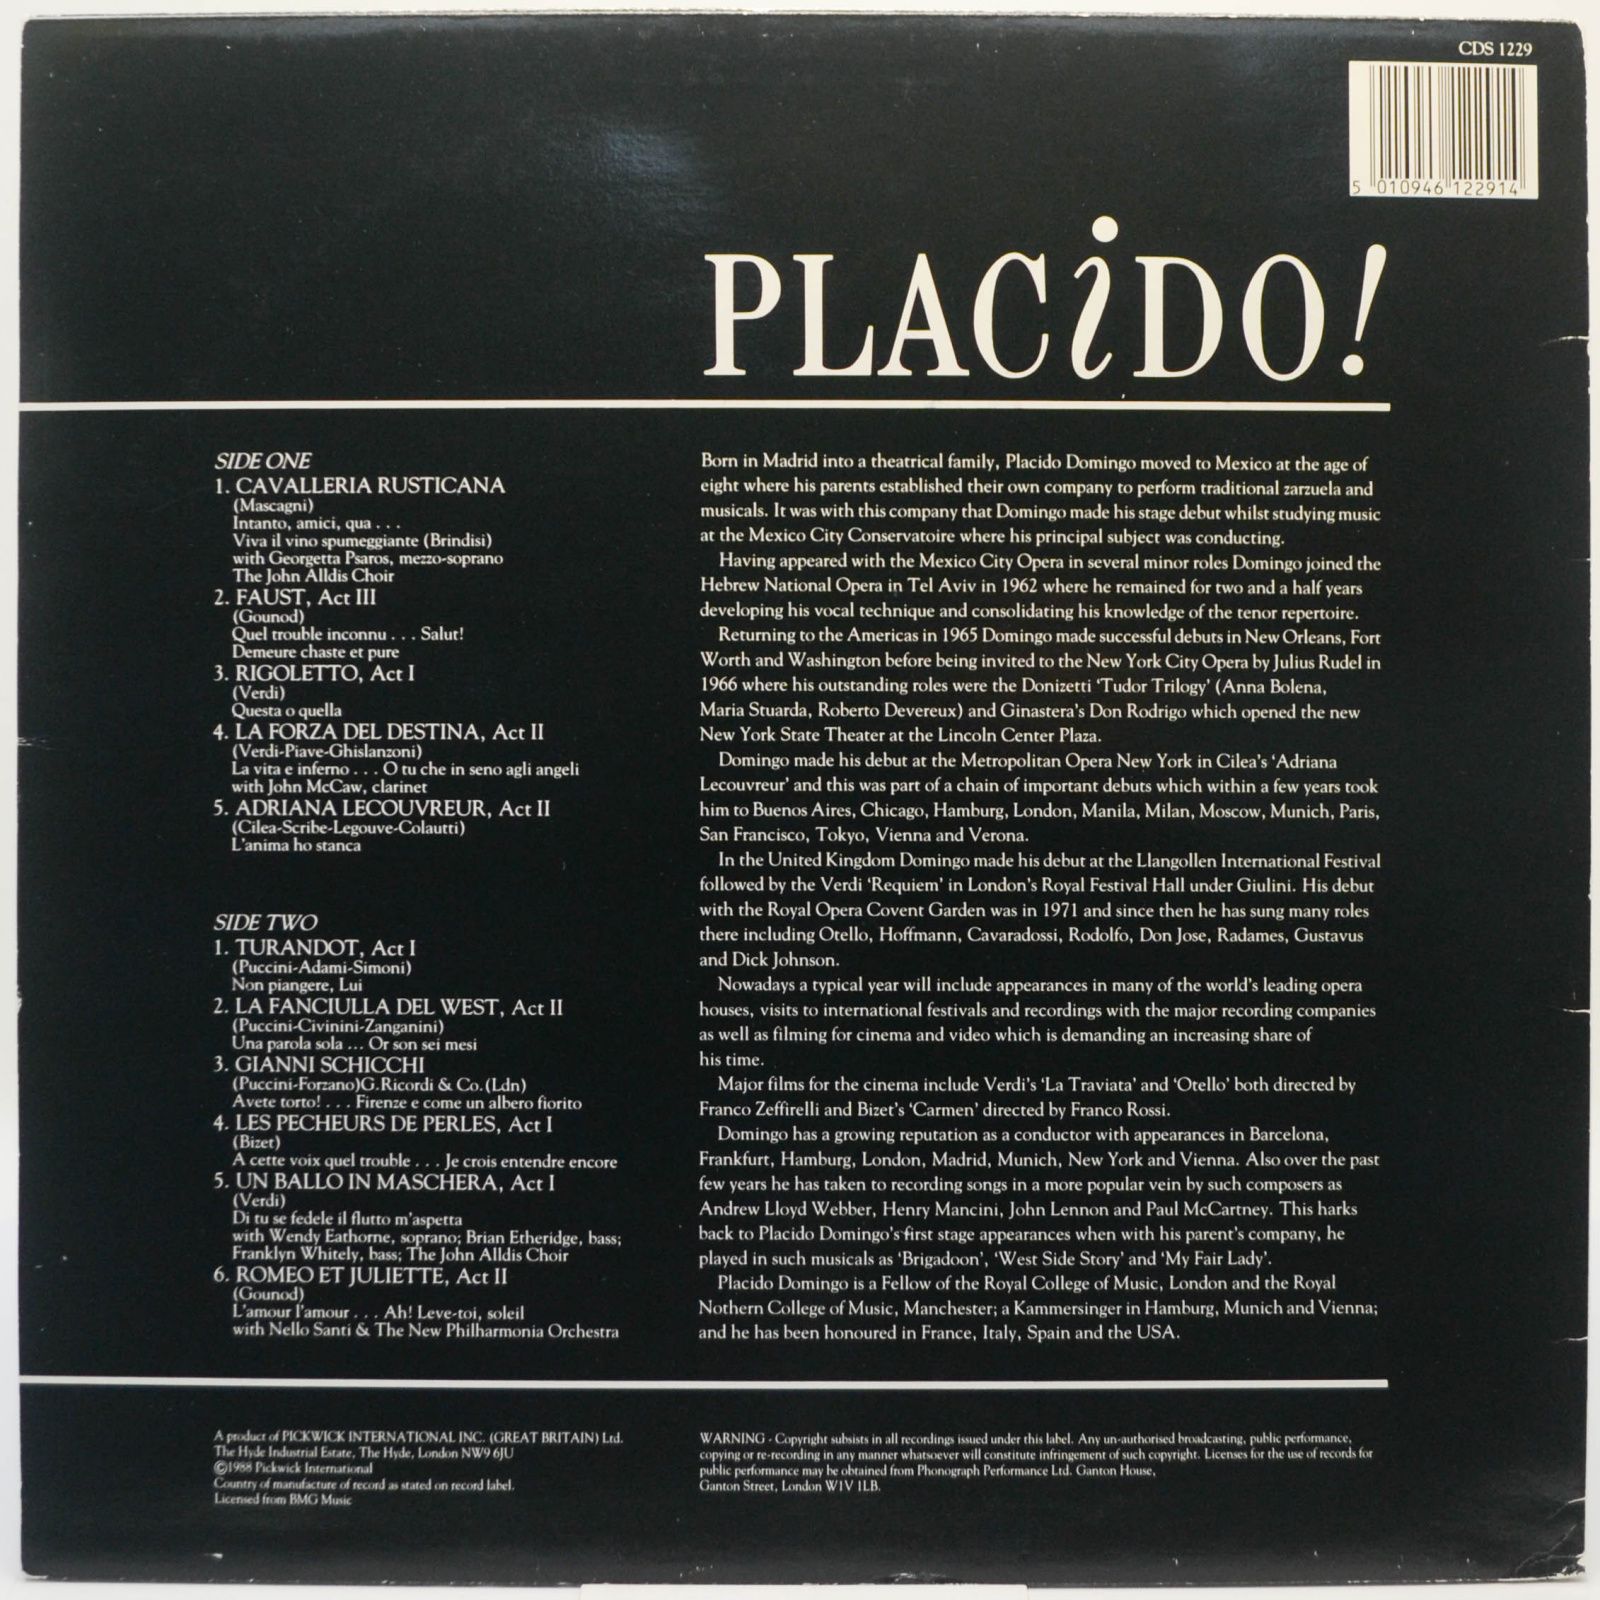 CDS 1229
5 010946 122914
PLACiDO!
SIDE ONE
1. CAVALLERIA RUSTICANA
(Mascagni)
Intanto, amici, qua . . .
Viva il vino spumeggiante (Brindisi)
with Georgetta Psaros, mezzo-soprano
The John Alldis Choir
2. FAUST, Act III
(Gounod)
Quel trouble inconnu . . . Salut!
Demeure chaste et pure
3. RIGOLETTO, Act I
(Verdi)
Questa o quella
4. LA FORZA DEL DESTINA, Act II
(Verdi-Piave-Ghislanzoni)
La vita e inferno . . . O tu che in seno agli angeli
with John McCaw, clarinet
5. ADRIANA LECOUVREUR, Act II
(Cilea-Scribe-Legouve-Colautti)
L'anima ho stanca
SIDE TWO
1. TURANDOT, Act I
(Puccini-Adami-Simoni)
Non piangere, Lui
2. LA FANCIULLA DEL WEST, Act II
(Puccini-Civinini-Zanganini)
Una parola sola ... Or son sei mesi
3. GIANNI SCHICCHI
(Puccini-Forzano)G.Ricordi & Co.(Ldn)
Avete torto! . . . Firenze e come un albero fiorito
4. LES PECHEURS DE PERLES, Act I
(Bizet)
A cette voix quel trouble . . . Je crois entendre encore
5. UN BALLO IN MASCHERA, Act I
(Verdi)
Di tu se fedele il flutto m'aspetta
with Wendy Eathorne, soprano; Brian Etheridge, bass;
Franklyn Whitely, bass; The John Alldis Choir
6. ROMEO ET JULIETTE, Act II
(Gounod)
L'amour l'amour . . . Ah! Leve-toi, soleil
with Nello Santi & The New Philharmonia Orchestra
Born in Madrid into a theatrical family, Placido Domingo moved to Mexico at the age of
eight where his parents established their own company to perform traditional zarzuela and
musicals. It was with this company that Domingo made his stage debut whilst studying music
at the Mexico City Conservatoire where his principal subject was conducting.
Having appeared with the Mexico City Opera in several minor roles Domingo joined the
Hebrew National Opera in Tel Aviv in 1962 where he remained for two and a half years
developing his vocal technique and consolidating his knowledge of the tenor repertoire.
Returning to the Americas in 1965 Domingo made successful debuts in New Orleans, Fort
Worth and Washington before being invited to the New York City Opera by Julius Rudel in
1966 where his outstanding roles were the Donizetti 'Tudor Trilogy' (Anna Bolena,
Maria Stuarda, Roberto Devereux) and Ginastera's Don Rodrigo which opened the new
New York State Theater at the Lincoln Center Plaza.
Domingo made his debut at the Metropolitan Opera New York in Cilea's 'Adriana
Lecouvreur' and this was part of a chain of important debuts which within a few years took
him to Buenos Aires, Chicago, Hamburg, London, Manila, Milan, Moscow, Munich, Paris,
San Francisco, Tokyo, Vienna and Verona.
In the United Kingdom Domingo made his debut at the Llangollen International Festival
followed by the Verdi 'Requiem' in London's Royal Festival Hall under Giulini. His debut
with the Royal Opera Covent Garden was in 1971 and since then he has sung many roles
there including Otello, Hoffmann, Cavaradossi, Rodolfo, Don Jose, Radames, Gustavus
and Dick Johnson.
Nowadays a typical year will include appearances in many of the world's leading opera
houses, visits to international festivals and recordings with the major recording companies
as well as filming for cinema and video which is demanding an increasing share of
his time.
Major films for the cinema include Verdi's 'La Traviata' and 'Otello' both directed by
Franco Zeffirelli and Bizet's 'Carmen' directed by Franco Rossi.
Domingo has a growing reputation as a conductor with appearances in Barcelona,
Frankfurt, Hamburg, London, Madrid, Munich, New York and Vienna. Also over the past
few years he has taken to recording songs in a more popular vein by such composers as
Andrew Lloyd Webber, Henry Mancini, John Lennon and Paul McCartney. This harks
back to Placido Domingo's first stage appearances when with his parent's company, he
played in such musicals as 'Brigadoon', 'West Side Story' and 'My Fair Lady'.
Placido Domingo is a Fellow of the Royal College of Music, London and the Royal
Nothern College of Music, Manchester; a Kammersinger in Hamburg, Munich and Vienna;
and he has been honoured in France, Italy, Spain and the USA.
A product of PICKWICK INTERNATIONAL INC. (GREAT BRITAIN) Ltd.
The Hyde Industrial Estate, The Hyde, London NW9 6JU
©1988 Pickwick International
Country of manufacture of record as stated on record label.
Licensed from BMG Music
WARNING - Copyright subsists in all recordings issued under this label. Any un-authorised broadcasting, public performance,
copying or re-recording in any manner whatsoever will constitute infringement of such copyright. Licenses for the use of records for
public performance may be obtained from Phonograph Performance Ltd. Ganton House,
Ganton Street, London W1V 1LB.